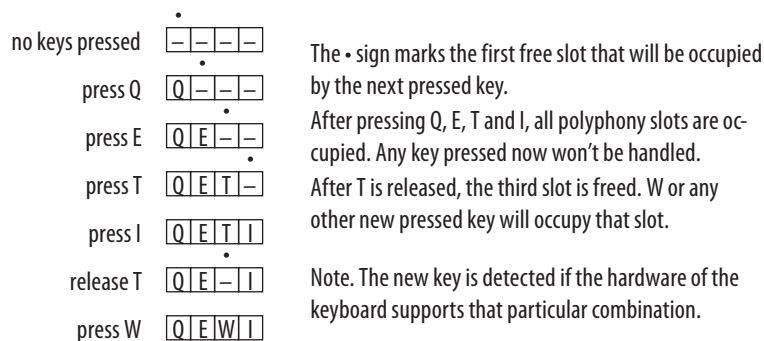 •
no keys pressed – – – –
•
press Q Q – – –
•
press E Q E – –
•
press T Q E T –
press I Q E T I
•
release T Q E – I
press W Q E W I
The • sign marks the first free slot that will be occupied
by the next pressed key.
After pressing Q, E, T and I, all polyphony slots are oc-
cupied. Any key pressed now won't be handled.
After T is released, the third slot is freed. W or any
other new pressed key will occupy that slot.
Note. The new key is detected if the hardware of the
keyboard supports that particular combination.